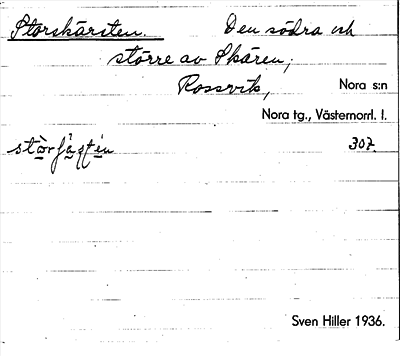 Storskärsten. Den södra och
större av Skären;
Rossvik, Nora s:n
Nora tg., Västernorrl. l.
307.
Sven Hiller 1936.